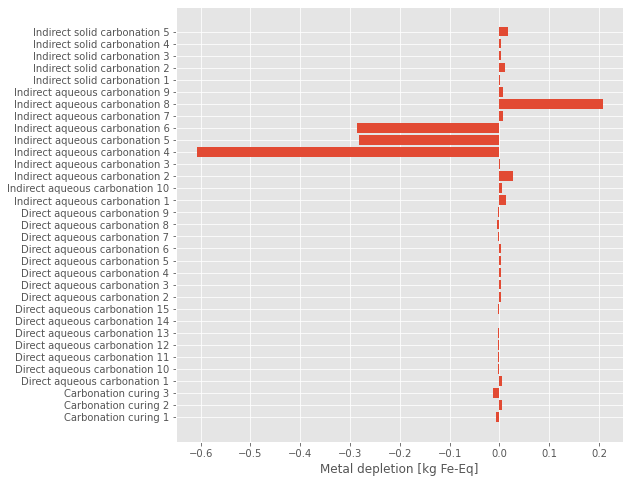 Indirect solid carbonation 5
Indirect solid carbonation 4
Indirect solid carbonation 3
Indirect solid carbonation 2
Indirect solid carbonation 1
Indirect aqueous carbonation 9
Indirect aqueous carbonation 8
Indirect aqueous carbonation 7
Indirect aqueous carbonation 6
Indirect aqueous carbonation 5
Indirect aqueous carbonation 4
Indirect aqueous carbonation 3
Indirect aqueous carbonation 2
Indirect aqueous carbonation 10
Indirect aqueous carbonation 1
Direct aqueous carbonation 9
Direct aqueous carbonation 8
Direct aqueous carbonation 7
Direct aqueous carbonation 6
Direct aqueous carbonation 5
Direct aqueous carbonation 4
Direct aqueous carbonation 3
Direct aqueous carbonation 2
Direct aqueous carbonation 15
Direct aqueous carbonation 14
Direct aqueous carbonation 13
Direct aqueous carbonation 12
Direct aqueous carbonation 11
Direct aqueous carbonation 10
Direct aqueous carbonation 1
Carbonation curing 3
Carbonation curing 2
Carbonation curing 1
−0.6 −0.5 −0.4 −0.3 −0.2 −0.1 0.0 0.1 0.2
Metal depletion [kg Fe-Eq]